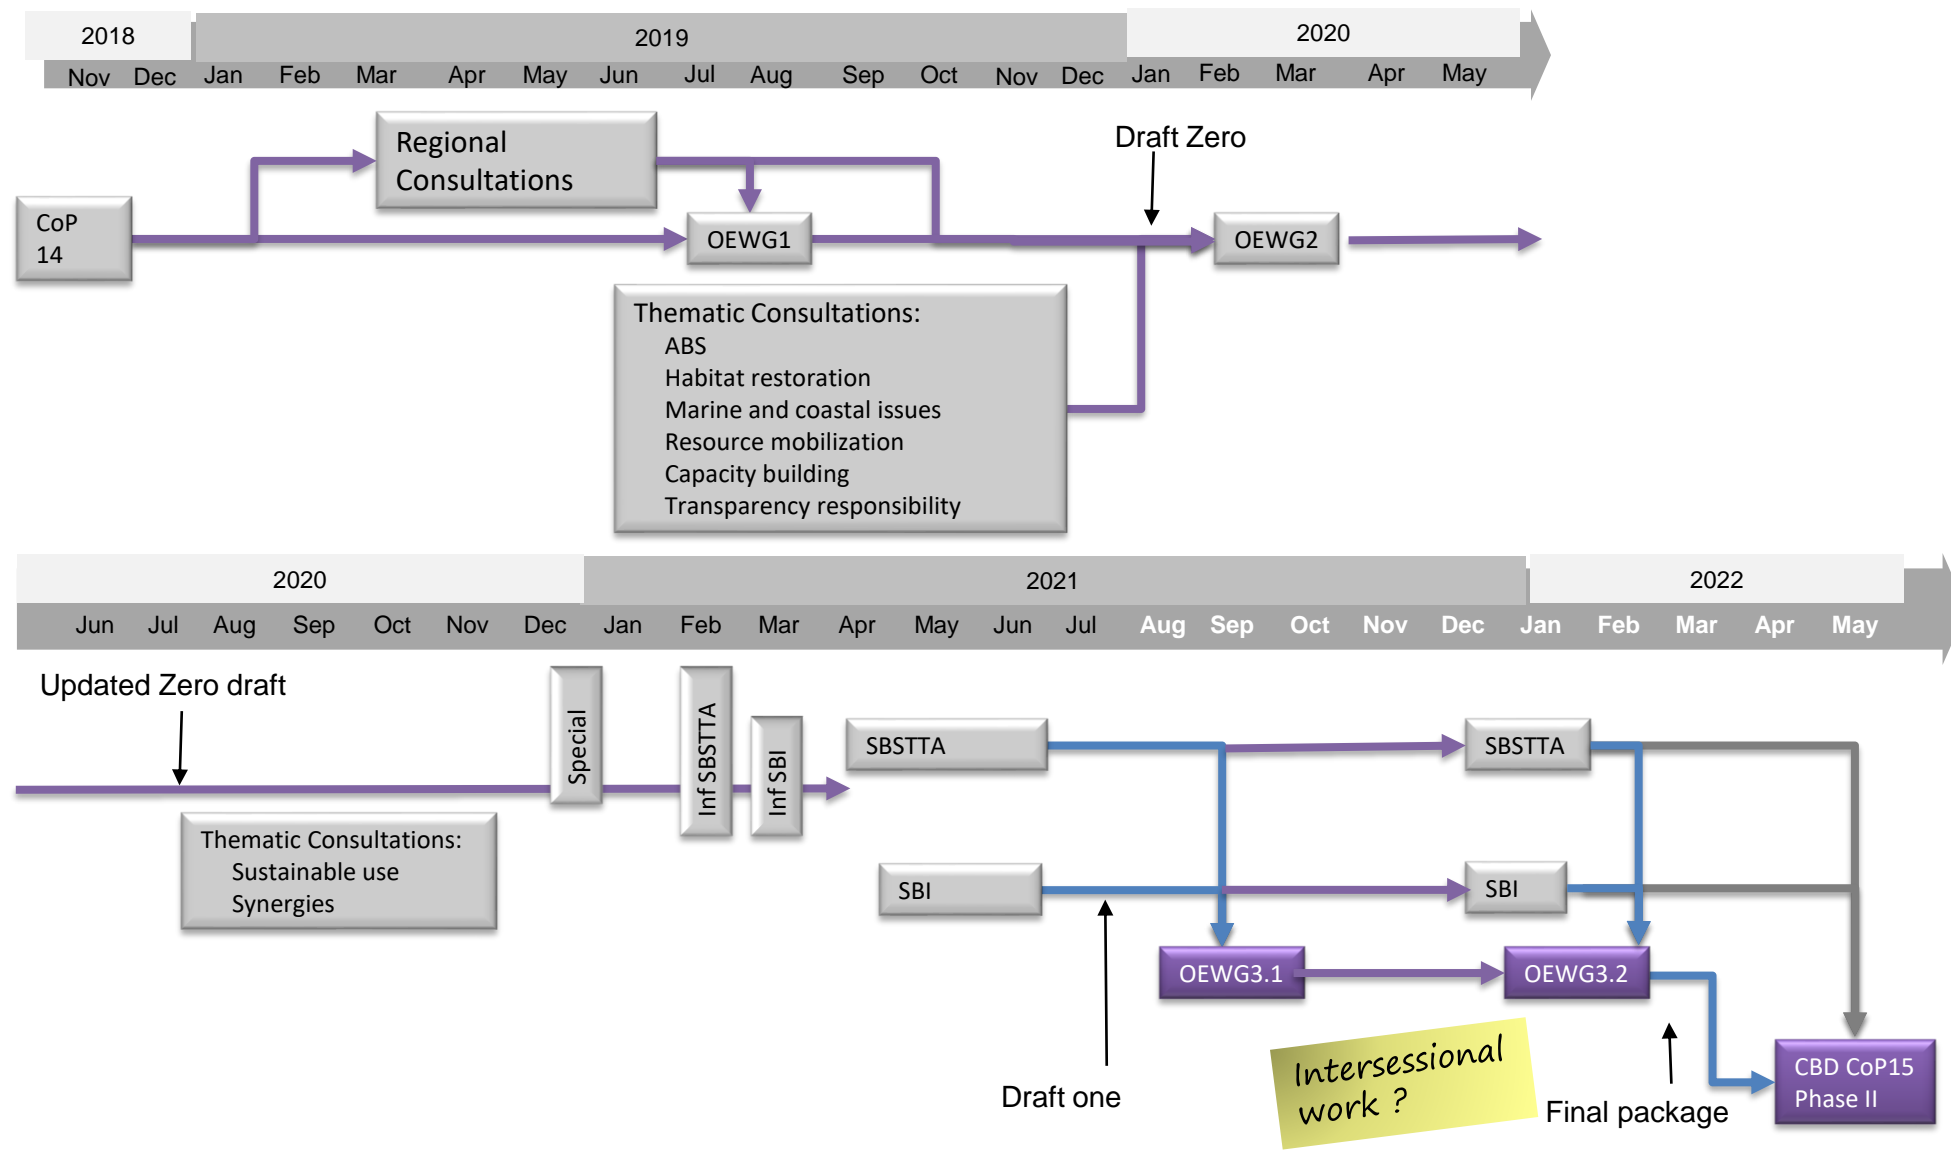 2018 2019 2020
Nov Dec Jan Feb Mar Apr May Jun Jul Aug Sep Oct Nov Dec Jan Feb Mar Apr May
Regional
Consultations
Draft Zero
CoP
14
OEWG1
OEWG2
Thematic Consultations:
ABS
Habitat restoration
Marine and coastal issues
Resource mobilization
Capacity building
Transparency responsibility
2020 2021 2022
Jun Jul Aug Sep Oct Nov Dec Jan Feb Mar Apr May Jun Jul Aug Sep Oct Nov Dec Jan Feb Mar Apr May
Updated Zero draft
Special
Inf SBSTTA
Inf SBI
SBSTTA
SBSTTA
Thematic Consultations:
Sustainable use
Synergies
SBI
SBI
OEWG3.1
OEWG3.2
Intersessional
work ?
Draft one
Final package
CBD CoP15
Phase II